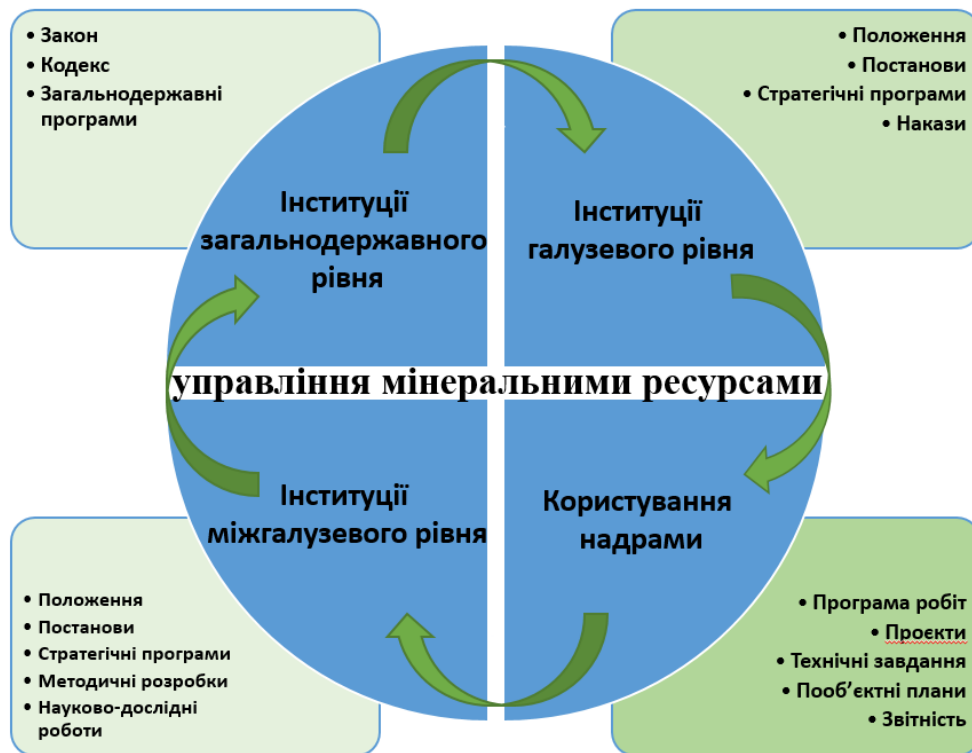 • Закон
• Кодекс
• Загальнодержавні
програми
• Положення
• Постанови
• Стратегічні програми
• Накази
Інституції
загальнодержавного
рівня
Інституції
галузевого рівня
управління мінеральними ресурсами
Інституції
міжгалузевого рівня
Користування
надрами
• Положення
• Постанови
• Стратегічні програми
• Методичні розробки
• Науково-дослідні
роботи
• Програма робіт
• Проєкти
• Технічні завдання
• Пооб’єктні плани
• Звітність